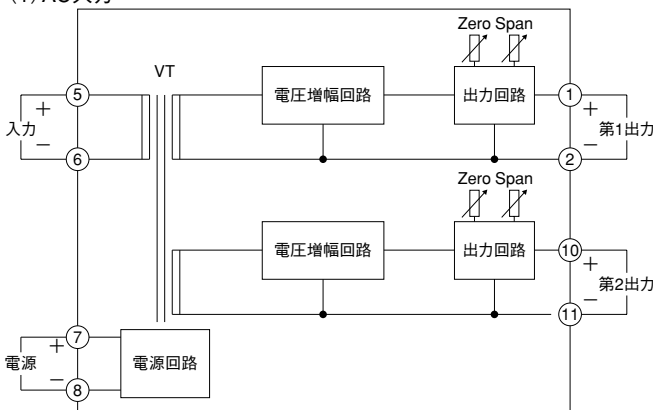 (1) AC入力
Zero Span
VT
5
電圧増幅回路
出力回路
1
+
入力
−
+
第1出力
−
6
2
Zero Span
電圧増幅回路
出力回路
10
+
第2出力
−
11
7
+
電源
−
電源回路
8